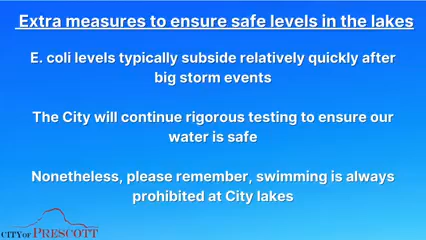 Extra measures to ensure safe levels in the lakes
E. coli levels typically subside relatively quickly after
big storm events
The City will continue rigorous testing to ensure our
water is safe
Nonetheless, please remember, swimming is always
prohibited at City lakes
CITY OF PRESCOTT